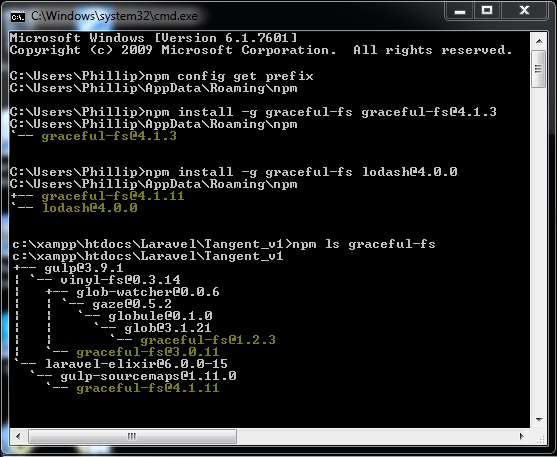 C:\Windows\system32\cmd.exe
Microsoft Windows [Version 6.1.7601]
Copyright (c) 2009 Microsoft Corporation.  All rights reserved.
C:\Users\Phillip>npm config get prefix
C:\Users\Phillip\AppData\Roaming\npm
C:\Users\Phillip>npm install -g graceful-fs graceful-fs@4.1.3
C:\Users\Phillip\AppData\Roaming\npm
`-- graceful-fs@4.1.3
C:\Users\Phillip>npm install -g graceful-fs lodash@4.0.0
C:\Users\Phillip\AppData\Roaming\npm
+-- graceful-fs@4.1.11
`-- lodash@4.0.0
c:\xampp\htdocs\Laravel\Tangent_v1>npm ls graceful-fs
c:\xampp\htdocs\Laravel\Tangent_v1
+-- gulp@3.9.1
¦ `-- vinyl-fs@0.3.14
¦   +-- glob-watcher@0.0.6
¦   ¦ `-- gaze@0.5.2
¦   ¦   `-- globule@0.1.0
¦   ¦     `-- glob@3.1.21
¦   ¦       `-- graceful-fs@1.2.3
¦   `-- graceful-fs@3.0.11
`-- laravel-elixir@6.0.0-15
  `-- gulp-sourcemaps@1.11.0
    `-- graceful-fs@4.1.11